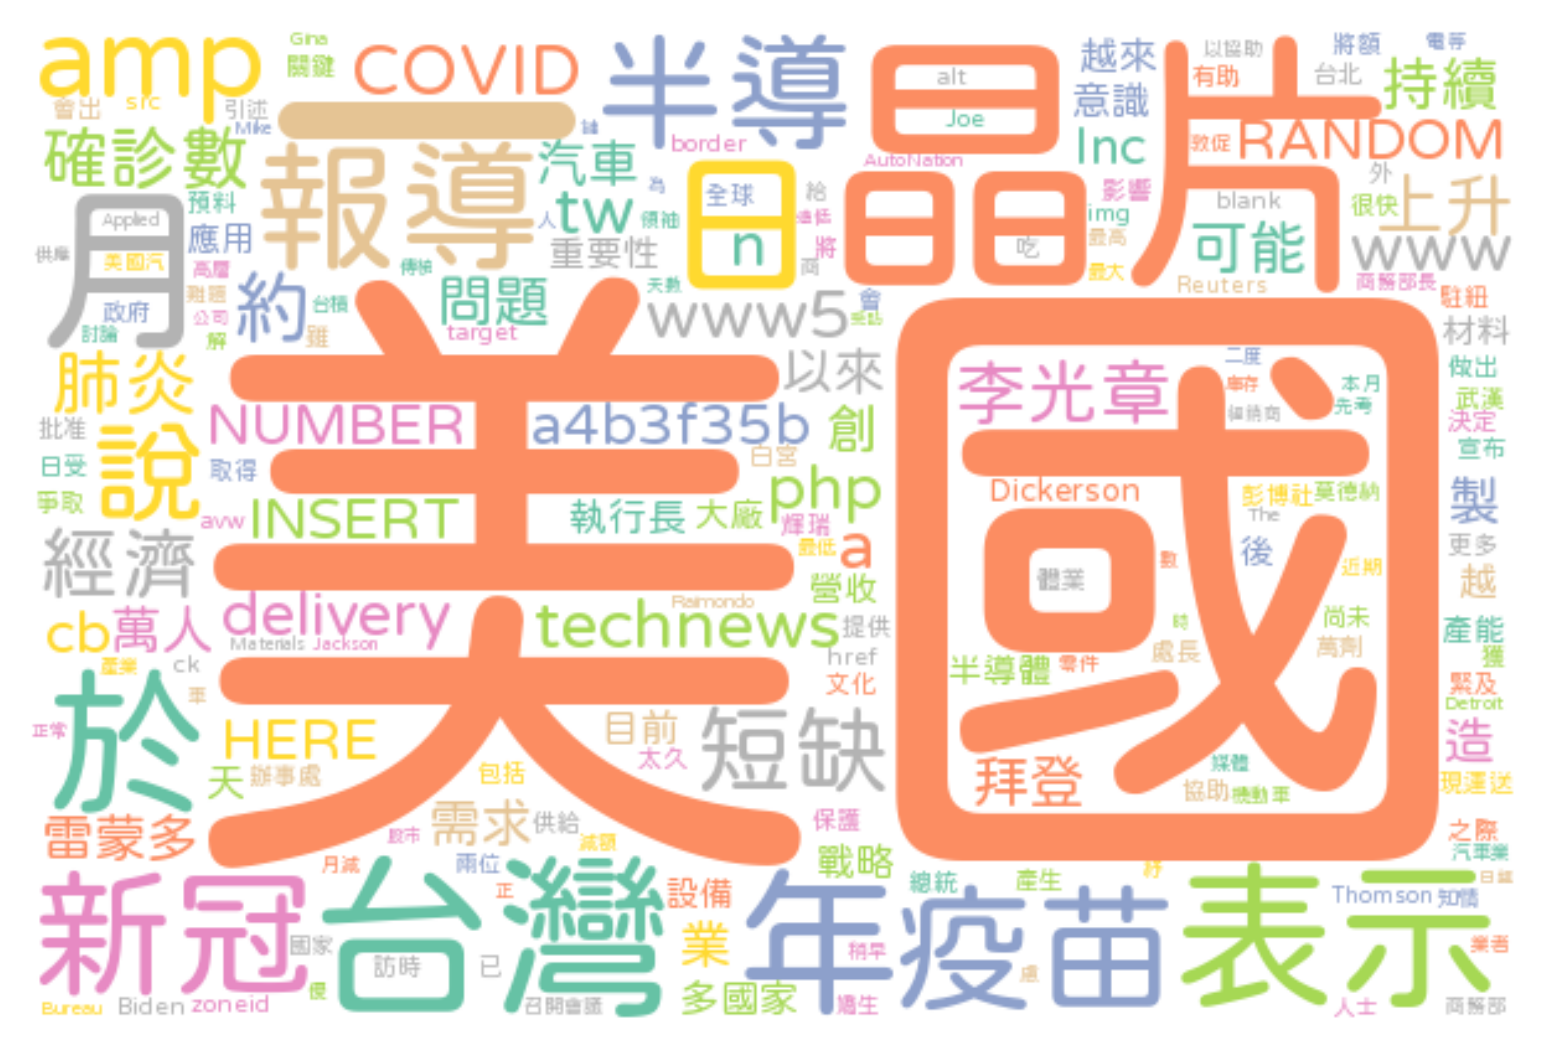 amp
Gina
關鍵
COVID
半導
晶片
alt
Joe
越來
意識
以協助
有助
將額
台北
持續
會出
src
引述
Mike
一
border
Inc
敦促
RANDOM
確診數
報導
汽車
AutoNation
影響
外
上升
月
Applied
預料
tw
領袖
人
為
日
全球
n
給
將
商
吃
img
最高
blank
很快
可能
www
供應
美國汽
應用
高層
重要性
最大
Reuters
商務部長
政府
難題
公司
討論
解
約
台積
雖
問題
target
天數
www5
會
駐紐
材料
肺炎
美
以來
國
李光章
二度
庫存
本月
先考
做出
武漢
批准
NUMBER
a4b3f35b
創
經銷商
決定
宣布
日受
說
取得
白宮
爭取
avw
INSERT
執行長
大廠
php
輝瑞
Dickerson
彭博社
莫德納
The
製
經濟
最低
a
營收
體業
數
後
近期
更多
越
cb
萬人
delivery
Raimondo
technews
提供
時
尚未
產能
獲
Materials
Jackson
產業
ck
href
半導體
零件
處長
萬劑
文化
緊及
Detroit
於
車
正常
HERE
目前
太久
短缺
造
天
辦事處
包括
拜登
媒體
協助
機動車
現運送
雷蒙多
股市
需求
供給
減額
保護
之際
汽車業
月減
兩位
戰略
新冠
台灣
正
設備
年
疫苗
總統
產生
表示
Thomson
知情
國家
訪時
已
業
稍早
業者
優
Bureau
Biden
zoneid
召開會議
多國家
嬌生
人士
商務部